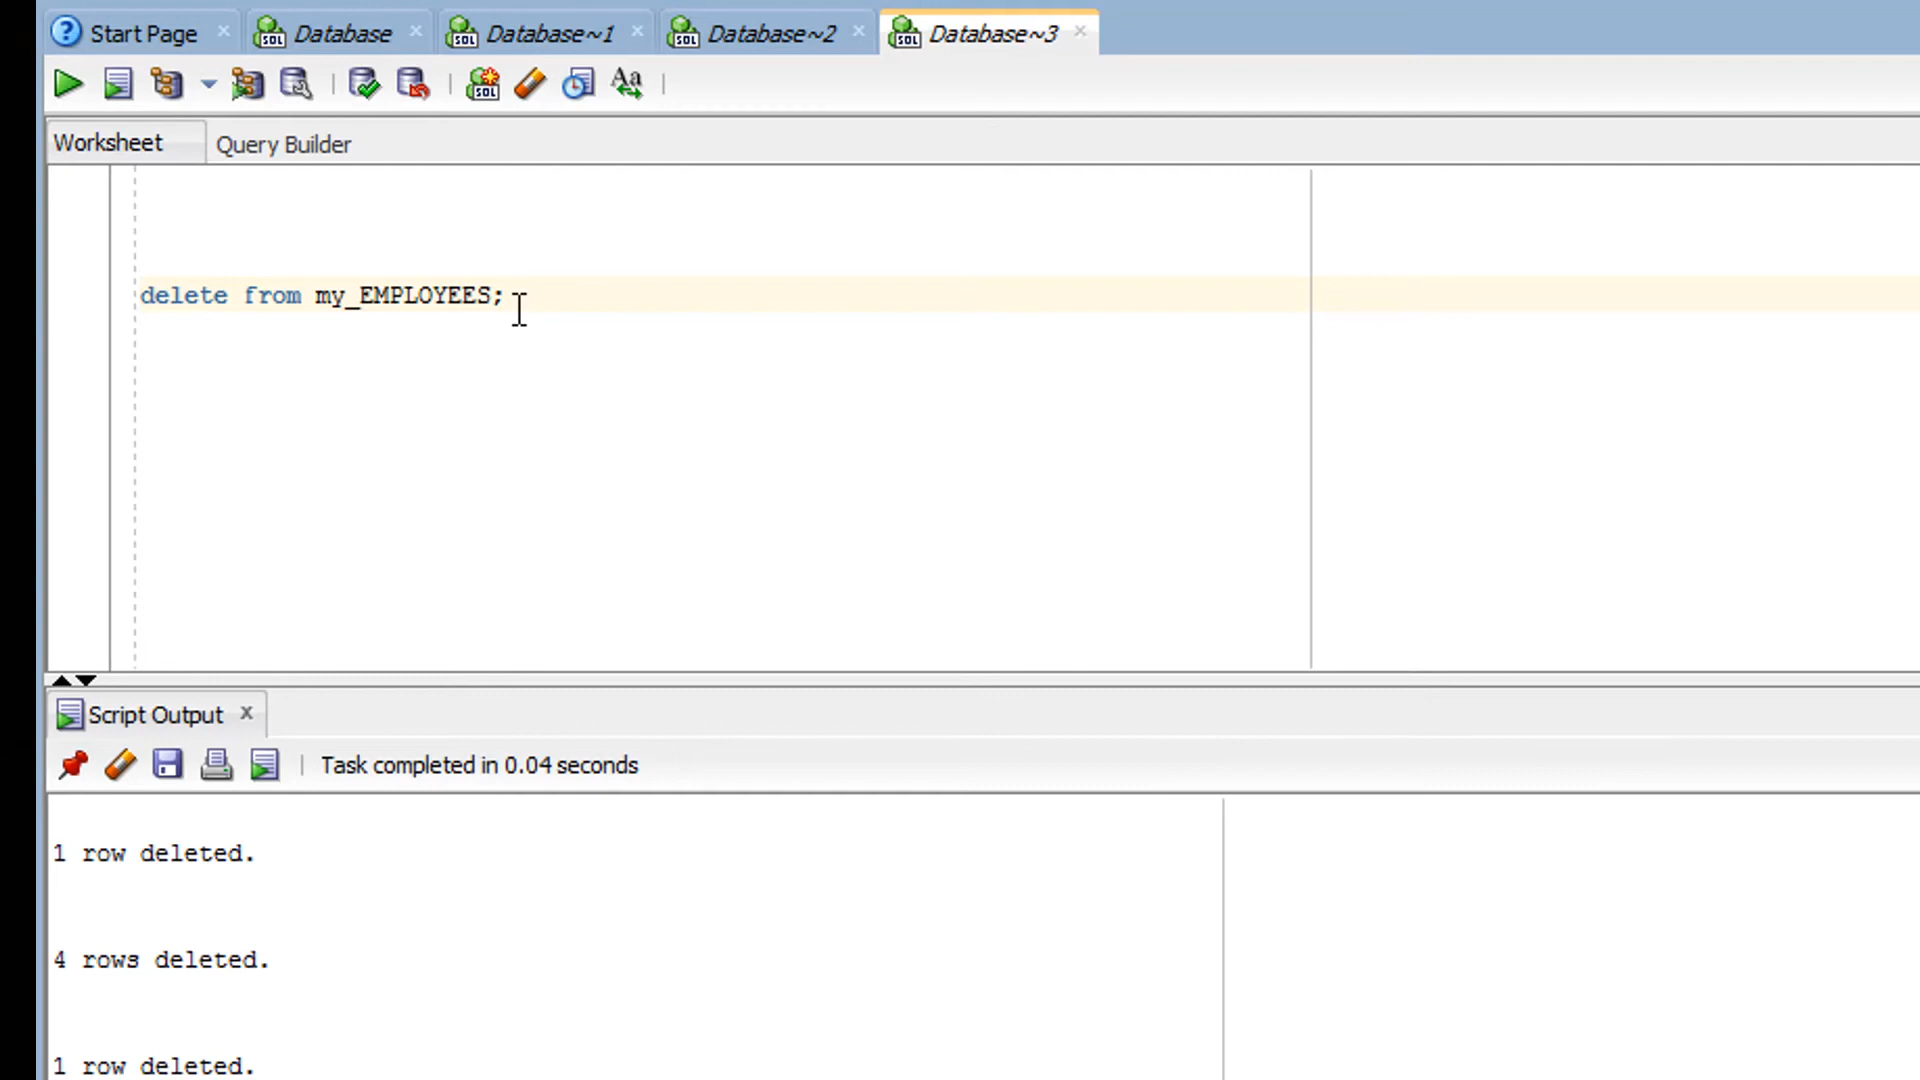 Start Page
Database
Database~1
Database~2
Database~3
Worksheet
Query Builder
delete from my_EMPLOYEES;
Script Output
Task completed in 0.04 seconds
1 row deleted.
4 rows deleted.
1 row deleted.